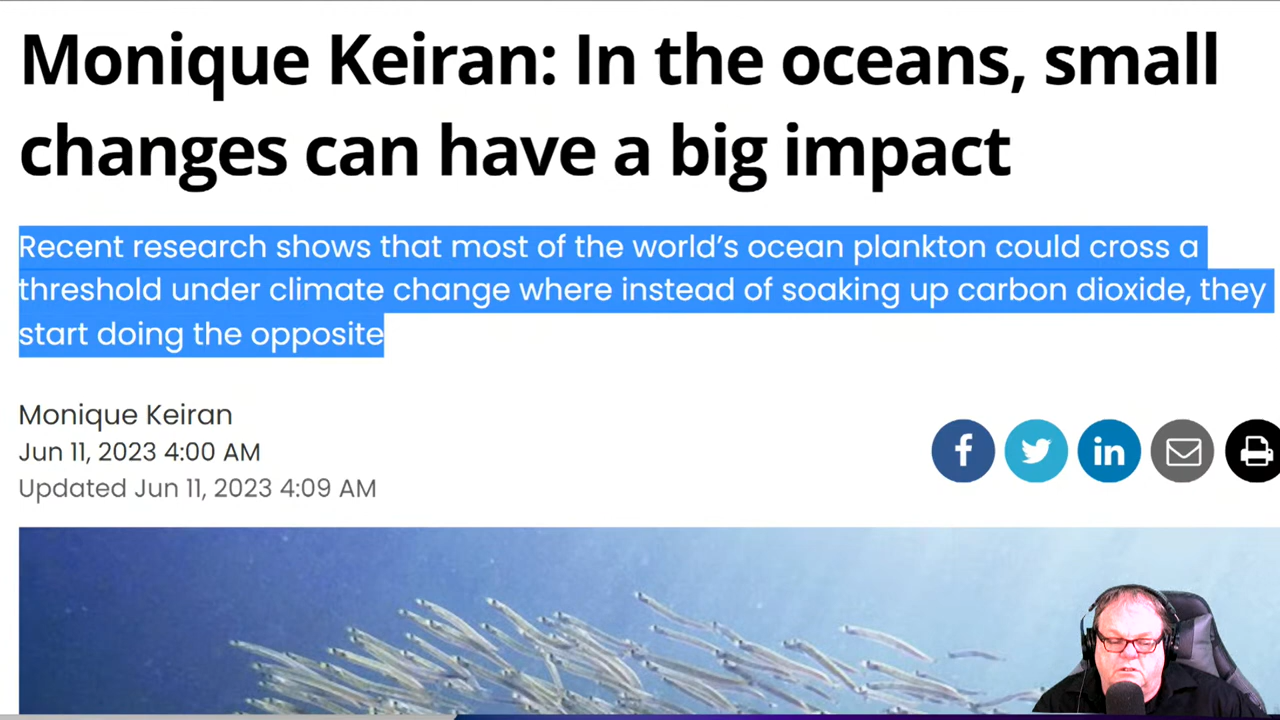 Monique Keiran: In the oceans, small
changes can have a big impact
Recent research shows that most of the world’s ocean plankton could cross a
threshold under climate change where instead of soaking up carbon dioxide, they
start doing the opposite
Monique Keiran
Jun 11, 2023 4:00 AM
Updated Jun 11, 2023 4:09 AM